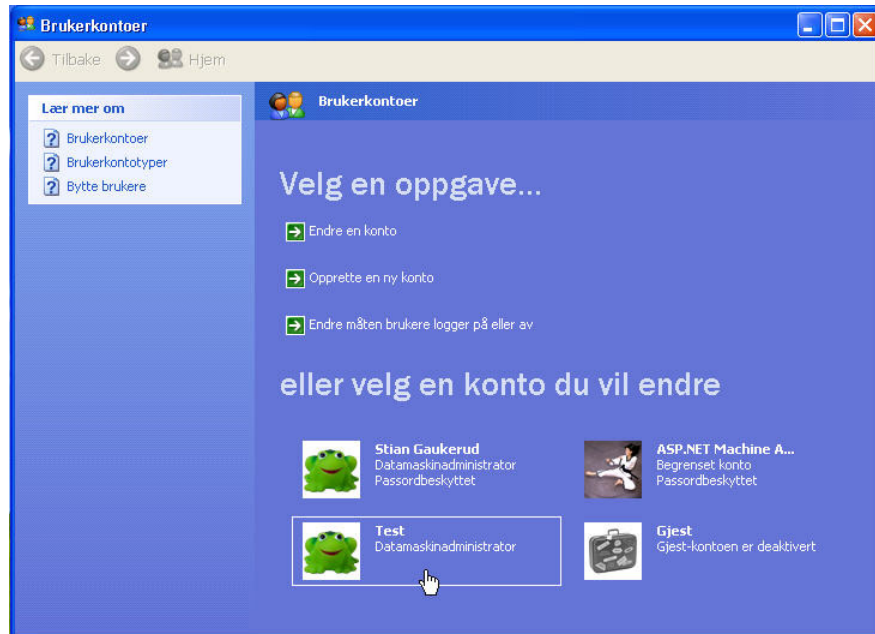 Brukerkontoer
Tilbake
Hjem
Lær mer om
Brukerkontoer
Brukerkontotyper
Bytte brukere
Brukerkontoer
Velg en oppgave...
Endre en konto
Opprette en ny konto
Endre måten brukere logger på eller av
eller velg en konto du vil endre
Stian Gaukerud
Datamaskinadministrator
Passordbeskyttet
ASP.NET Machine A...
Begrenset konto
Passordbeskyttet
Test
Datamaskinadministrator
Gjest
Gjest-kontoen er deaktivert